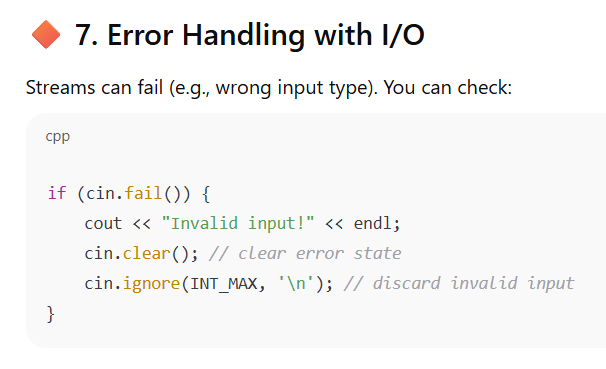 7. Error Handling with I/O
Streams can fail (e.g., wrong input type). You can check:
cpp
if (cin.fail()) {
    cout << "Invalid input!" << endl;
    cin.clear(); // clear error state
    cin.ignore(INT_MAX, '\n'); // discard invalid input
}